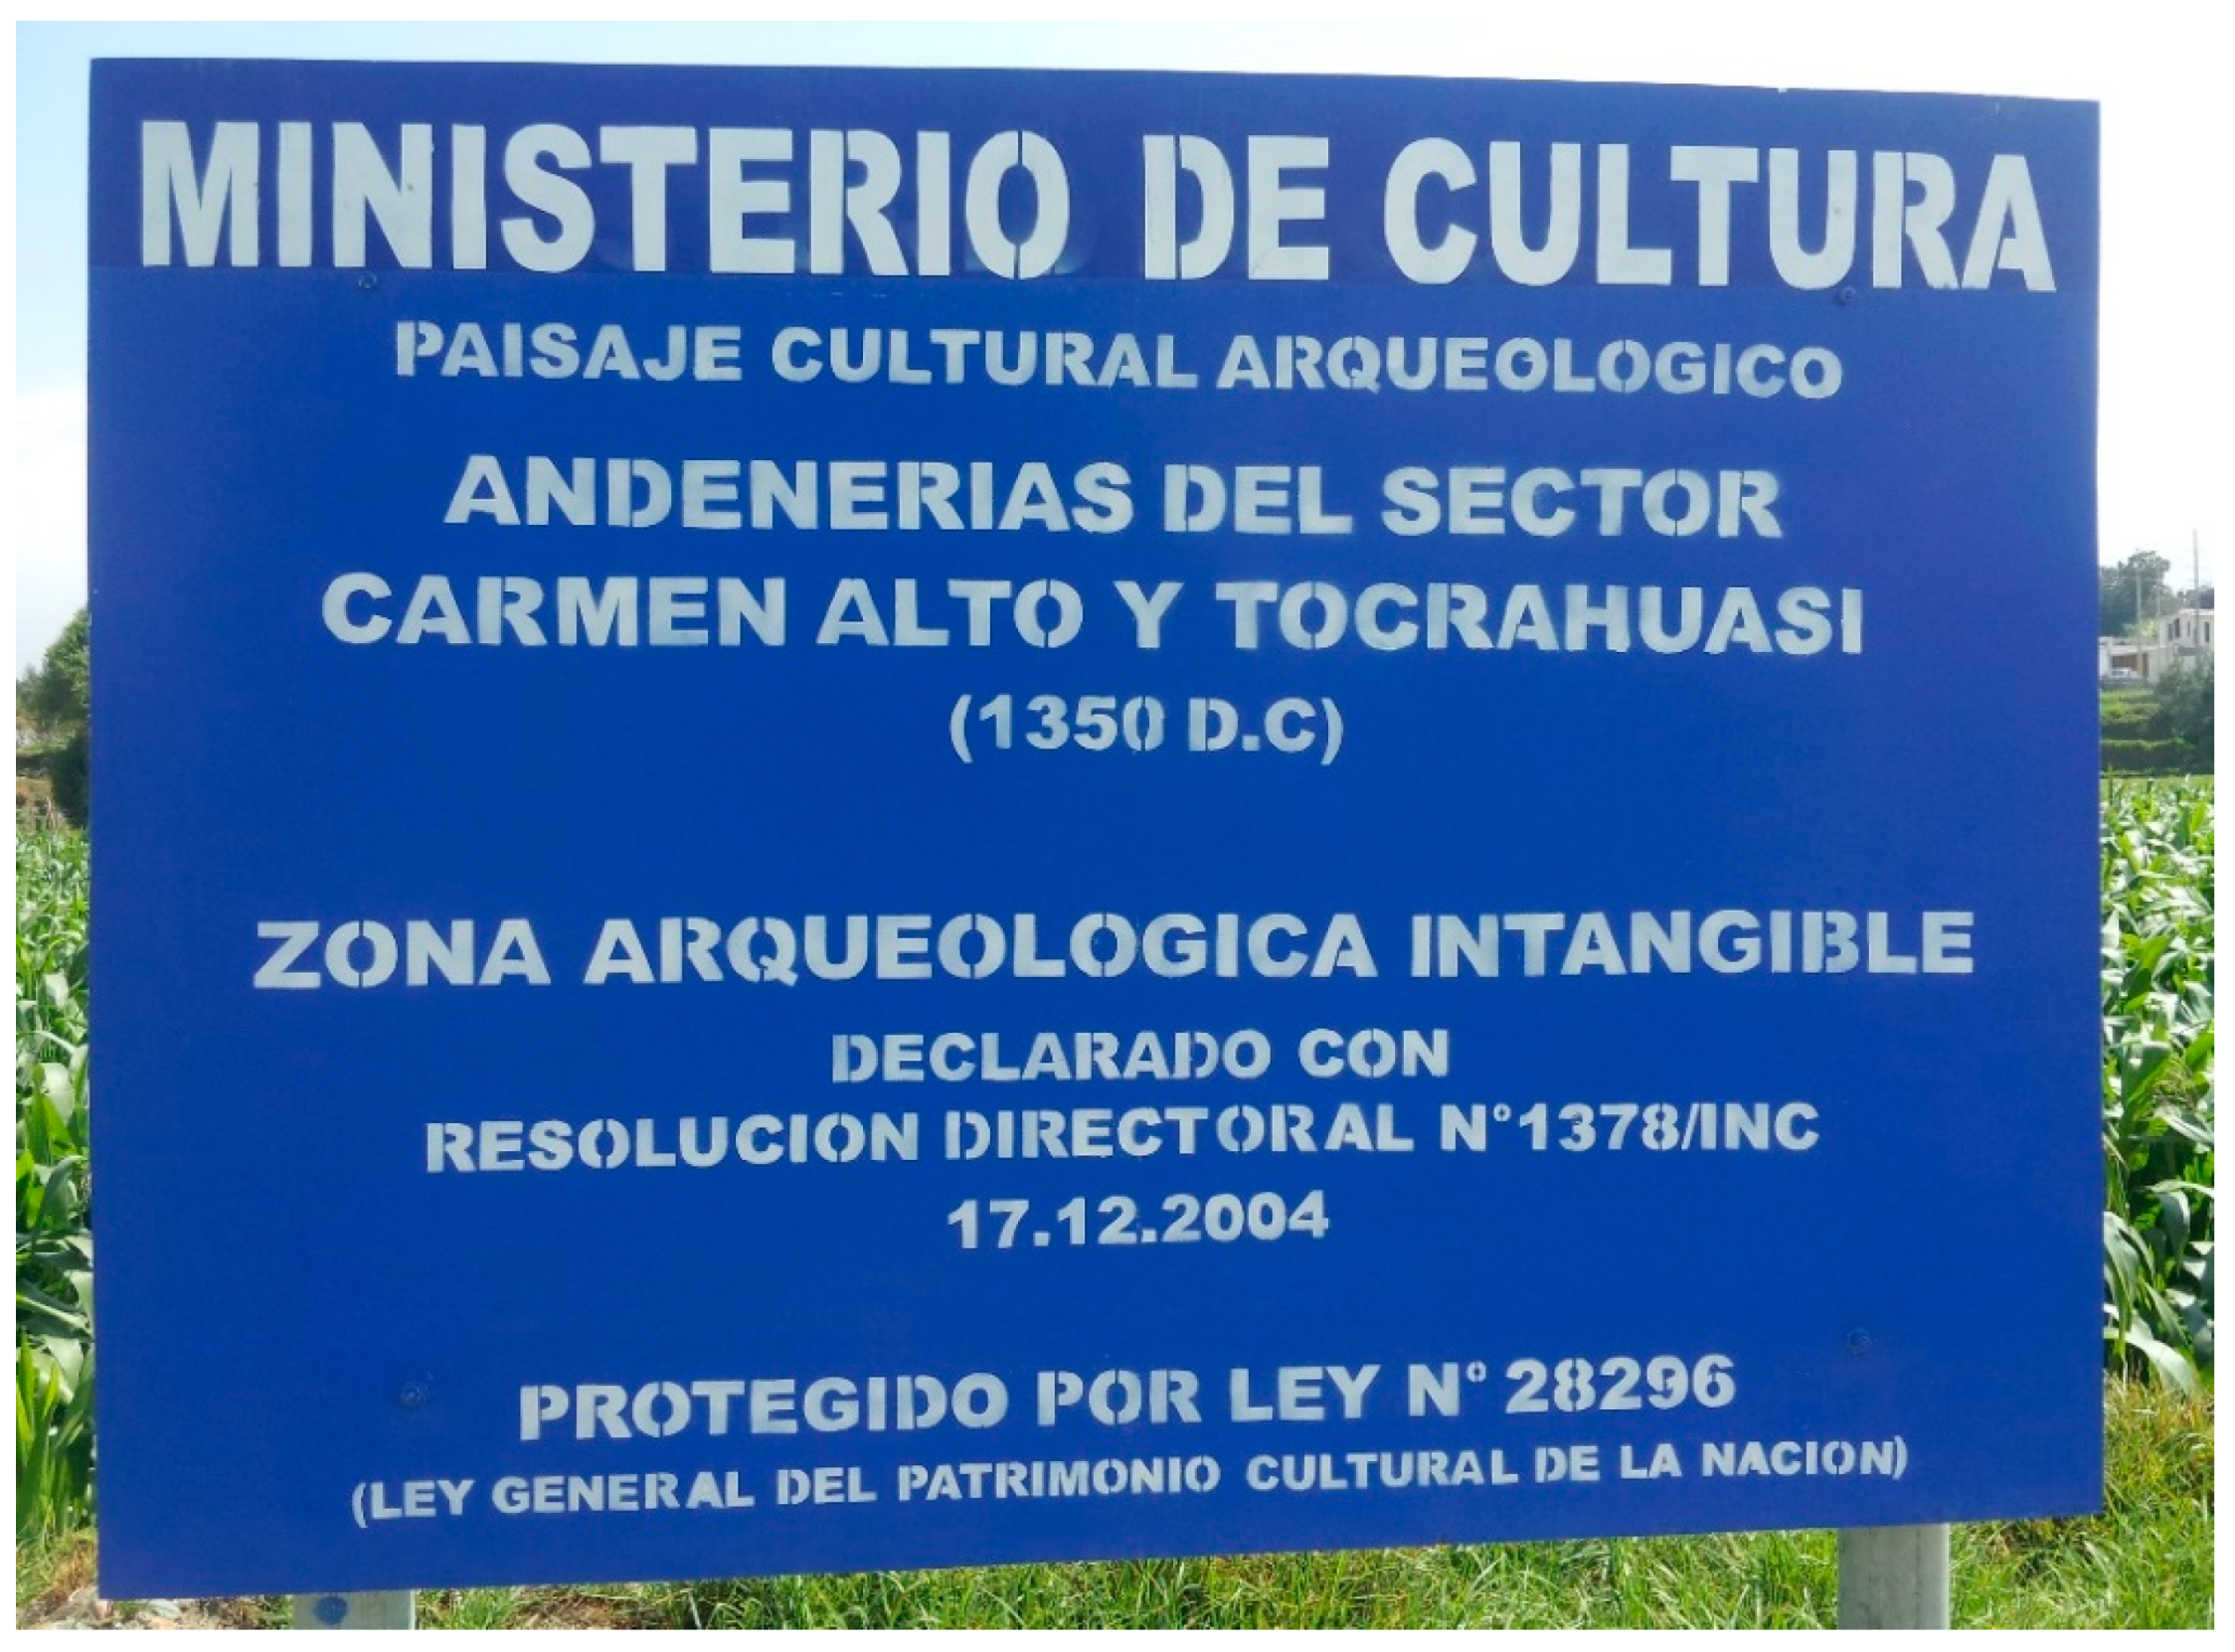 MINISTERIO DE CULTURA
PAISAJE CULTURAL ARQUEOLOGICO
ANDENERIAS DEL SECTOR
CARMEN ALTO Y TOCRAHUASI
(1350 D.C)
ZONA ARQUEOLOGICA INTANGIBLE
DECLARADO CON
RESOLUCION DIRECTORAL N°1378/INC
17.12.2004
PROTEGIDO POR LEY N° 28296
(LEY GENERAL DEL PATRIMONIO CULTURAL DE LA NACION)